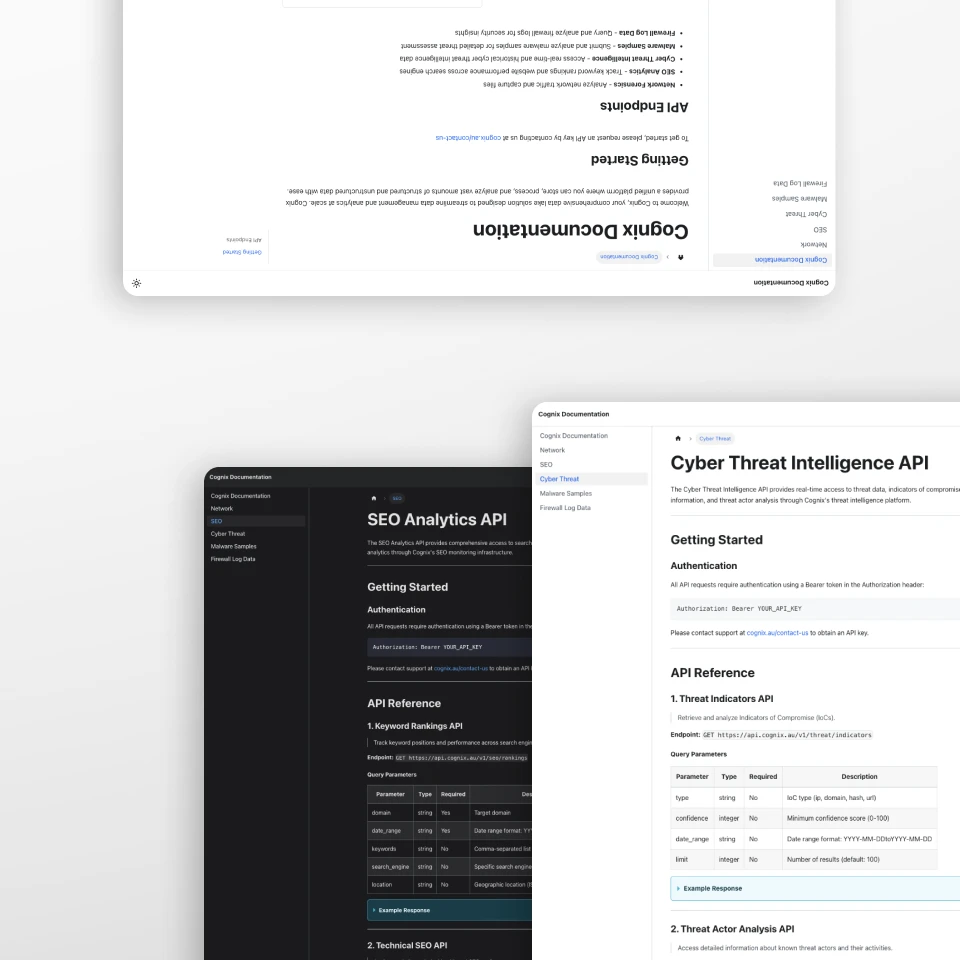 Cognix Documentation
Cognix Documentation
Network
SEO
Cyber Threat
Malware Samples
Firewall Log Data
Cognix Documentation
Cognix Documentation
Welcome to Cognix, your comprehensive data lake solution designed to streamline data management and analytics at scale. Cognix
provides a unified platform where you can store, process, and analyze vast amounts of structured and unstructured data with ease.
Getting Started
To get started, please request an API key by contacting us at cognix.au/contact-us
API Endpoints
Network Forensics - Analyze network traffic and capture files
SEO Analytics - Track keyword rankings and website performance across search engines
Cyber Threat Intelligence - Access real-time and historical cyber threat intelligence data
Malware Samples - Submit and analyze malware samples for detailed threat assessment
Firewall Log Data - Query and analyze firewall logs for security insights
Getting Started
API Endpoints
Cognix Documentation
Cognix Documentation
Network
SEO
Cyber Threat
Malware Samples
Firewall Log Data
SEO
SEO Analytics API
The SEO Analytics API provides comprehensive access to search
analytics through Cognix's SEO monitoring infrastructure.
Getting Started
Authentication
All API requests require authentication using a Bearer token in the
Authorization: Bearer YOUR_API_KEY
Please contact support at cognix.au/contact-us to obtain an API
API Reference
1. Keyword Rankings API
Track keyword positions and performance across search
Endpoint: GET https://api.cognix.au/v1/seo/rankings
Query Parameters
Parameter Type Required
domain string Yes Target domain
date_range string Yes Date range format:
keywords string No Comma-separated list
search_engine string No Specific search engine
location string No Geographic location
Example Response
2. Technical SEO API
Cognix Documentation
Cognix Documentation
Network
SEO
Cyber Threat
Malware Samples
Firewall Log Data
Cyber Threat
Cyber Threat Intelligence API
The Cyber Threat Intelligence API provides real-time access to threat data, indicators of compromise
information, and threat actor analysis through Cognix's threat intelligence platform.
Getting Started
Authentication
All API requests require authentication using a Bearer token in the Authorization header:
Authorization: Bearer YOUR_API_KEY
Please contact support at cognix.au/contact-us to obtain an API key.
API Reference
1. Threat Indicators API
Retrieve and analyze Indicators of Compromise (IoCs).
Endpoint: GET https://api.cognix.au/v1/threat/indicators
Query Parameters
Parameter Type Required Description
type string No IoC type (ip, domain, hash, url)
confidence integer No Minimum confidence score (0-100)
date_range string No Date range format: YYYY-MM-DDtoYYYY-MM-DD
limit integer No Number of results (default: 100)
Example Response
2. Threat Actor Analysis API
Access detailed information about known threat actors and their activities.